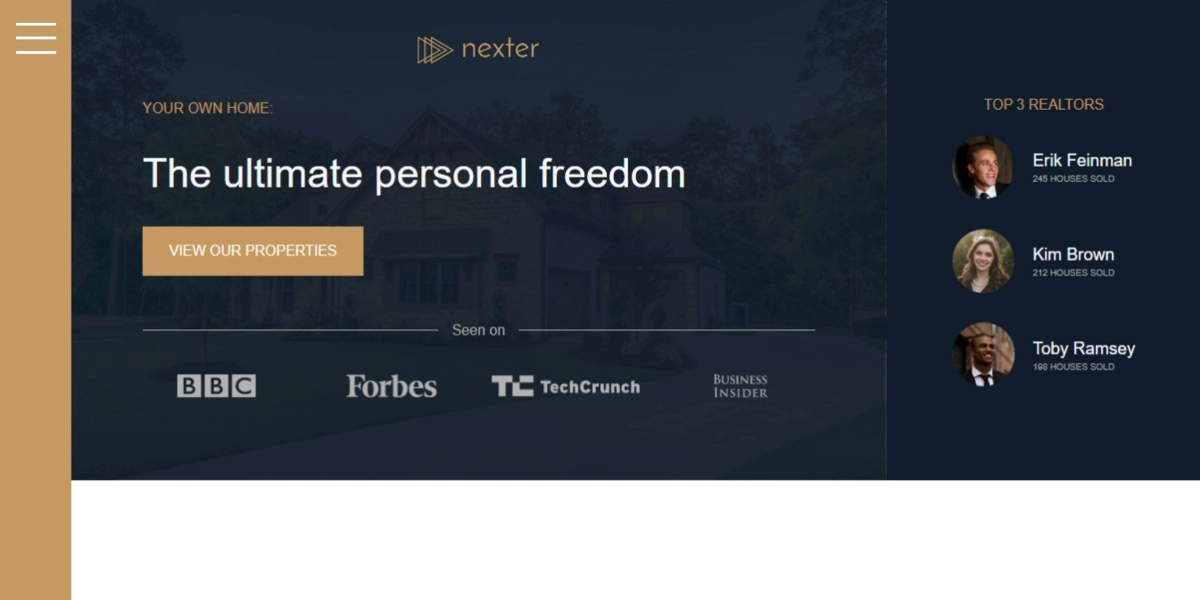 nexter
YOUR OWN HOME:
The ultimate personal freedom
VIEW OUR PROPERTIES
Seen on
BBC
Forbes
TC TechCrunch
BUSINESS
INSIDER
TOP 3 REALTORS
Erik Feinman
245 HOUSES SOLD
Kim Brown
212 HOUSES SOLD
Toby Ramsey
198 HOUSES SOLD